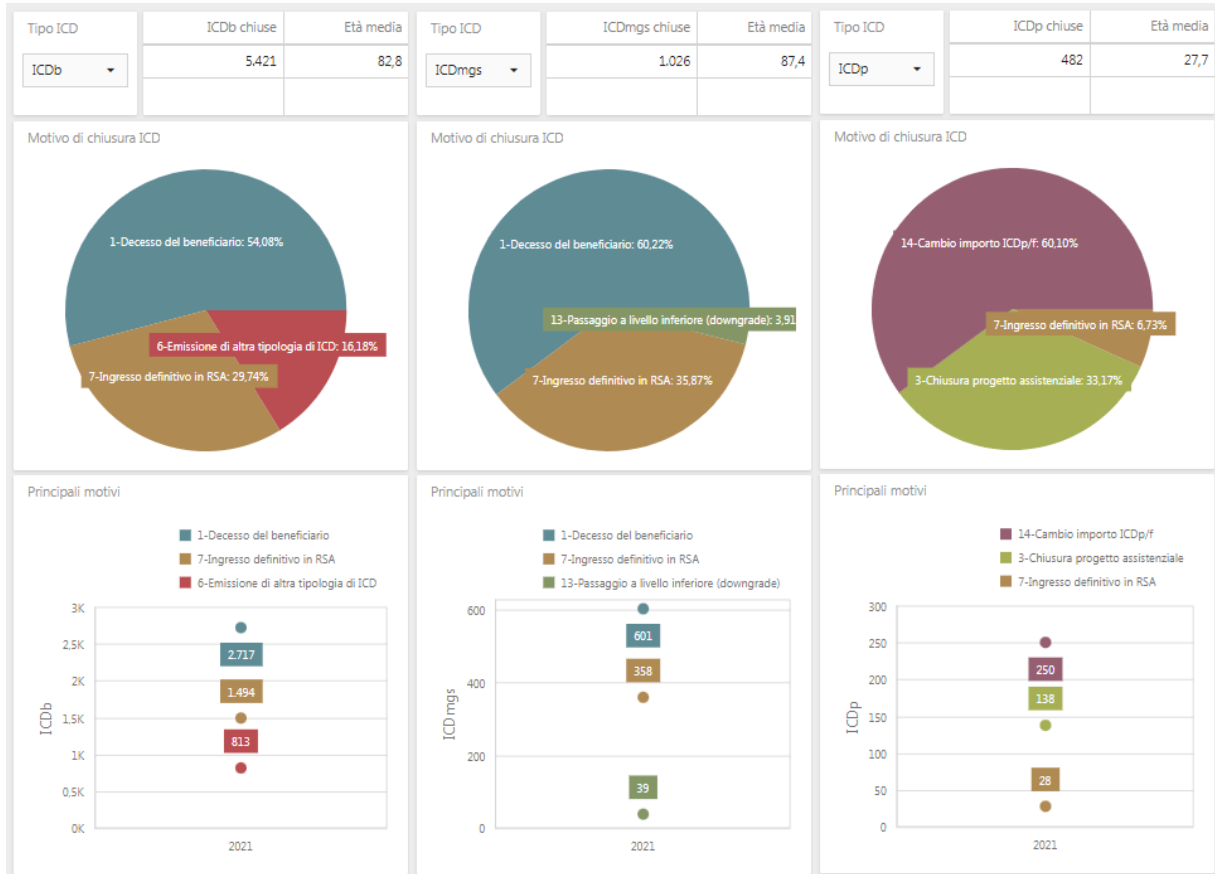 Tipo ICD
ICDb
ICDb chiuse Età media
5.421 82,8
Motivo di chiusura ICD
1-Decesso del beneficiario: 54,08%
6-Emissione di altra tipologia di ICD: 16,18%
7-Ingresso definitivo in RSA: 29,74%
Principali motivi
1-Decesso del beneficiario
7-Ingresso definitivo in RSA
6-Emissione di altra tipologia di ICD
3K
2,5K
2K
1,5K
1K
0,5K
0K
ICDb
2.717
1.494
813
2021
Tipo ICD
ICDmgs
ICDmgs chiuse Età media
1.026 87,4
Motivo di chiusura ICD
1-Decesso del beneficiario: 60,22%
13-Passaggio a livello inferiore (downgrade): 3,91
7-Ingresso definitivo in RSA: 35,87%
Principali motivi
1-Decesso del beneficiario
7-Ingresso definitivo in RSA
13-Passaggio a livello inferiore (downgrade)
600
400
200
0
ICD mgs
601
358
39
2021
Tipo ICD
ICDp
ICDp chiuse Età media
482 27,7
Motivo di chiusura ICD
14-Cambio importo ICDp/f: 60,10%
7-Ingresso definitivo in RSA: 6,73%
3-Chiusura progetto assistenziale: 33,17%
Principali motivi
14-Cambio importo ICDp/f
3-Chiusura progetto assistenziale
7-Ingresso definitivo in RSA
300
250
200
150
100
50
0
ICDp
250
138
28
2021